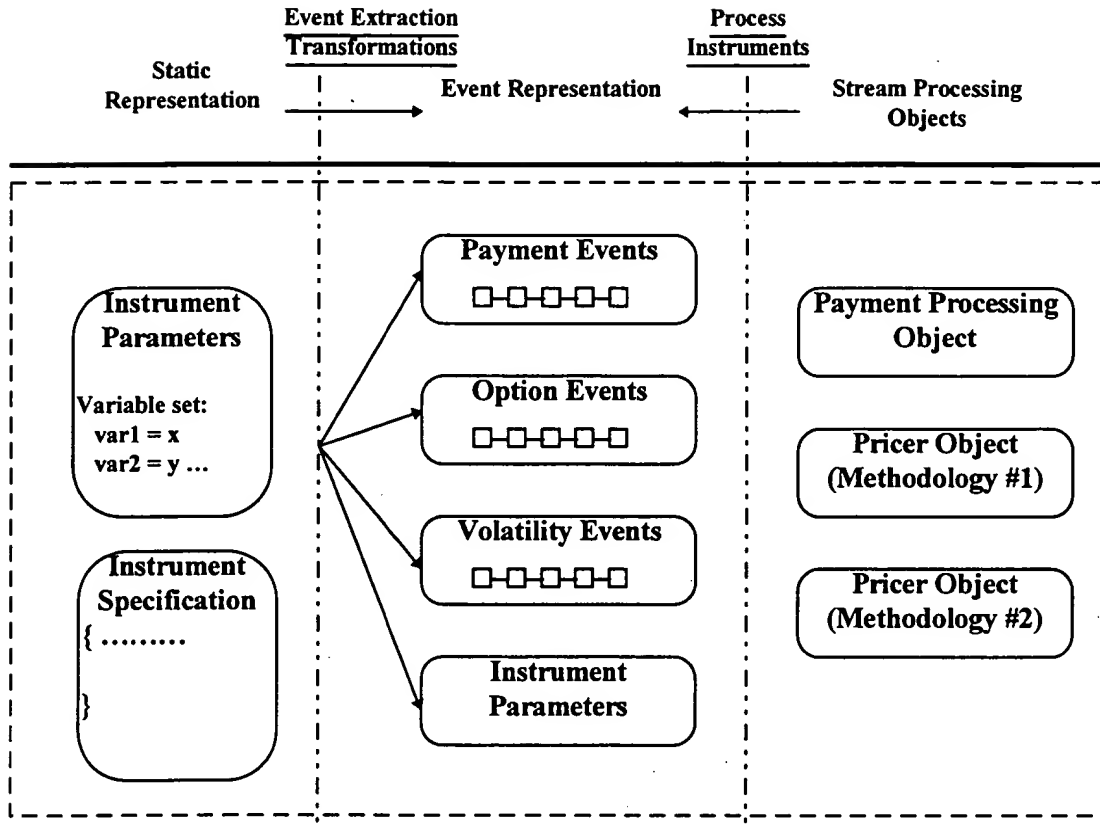 Event Extraction
Transformations
Process
Instruments
Static
Representation
Event Representation
Stream Processing
Objects
Instrument
Parameters
Variable set:
var1 = x
var2 = y ...
Instrument
Specification
{ .........
}
Payment Events
Option Events
Volatility Events
Instrument
Parameters
Payment Processing
Object
Pricer Object
(Methodology #1)
Pricer Object
(Methodology #2)